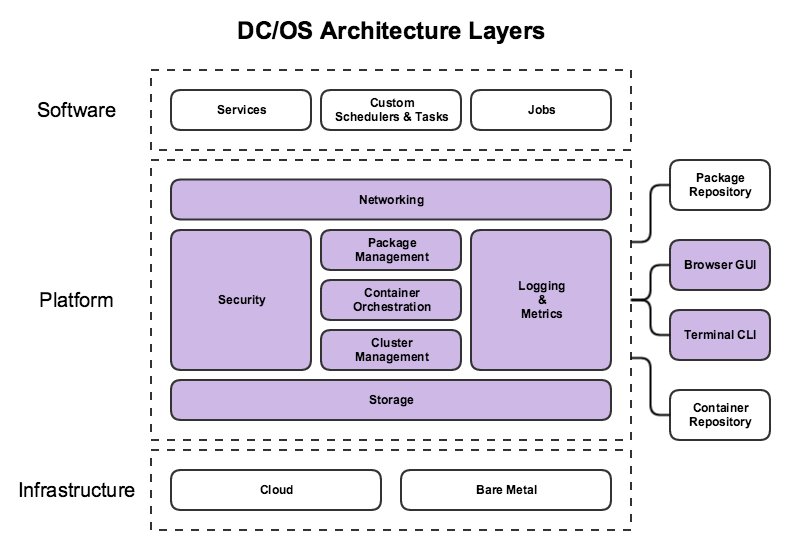 DC/OS Architecture Layers
Software
Services
Custom
Schedulers & Tasks
Jobs
Platform
Networking
Security
Package
Management
Container
Orchestration
Cluster
Management
Logging
&
Metrics
Storage
Package
Repository
Browser GUI
Terminal CLI
Container
Repository
Infrastructure
Cloud
Bare Metal